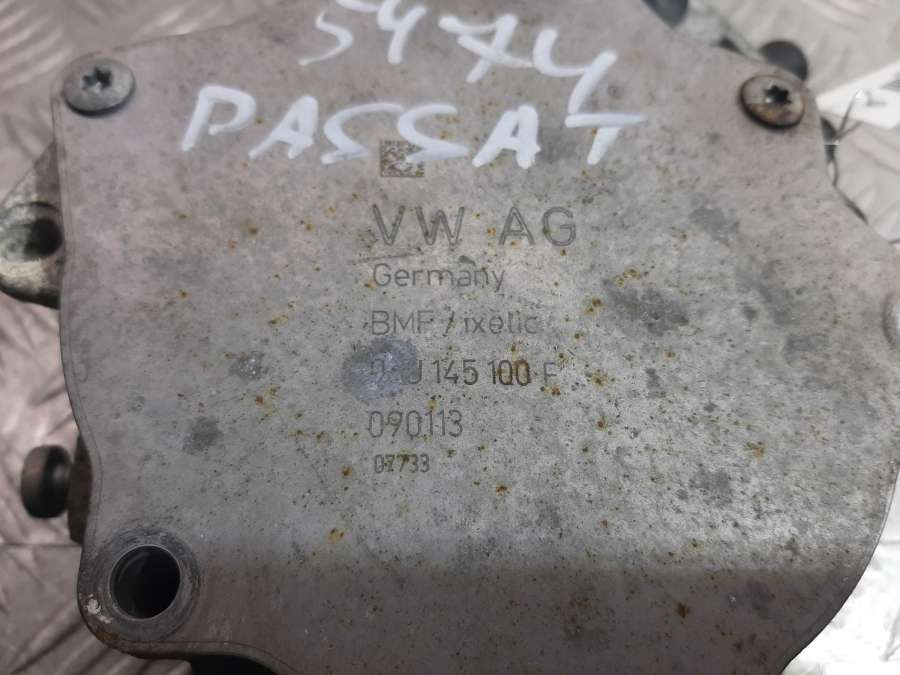 5474
PASSAT
VW AG
Germany
BMF / ixetic
145 100 F
090113
07733